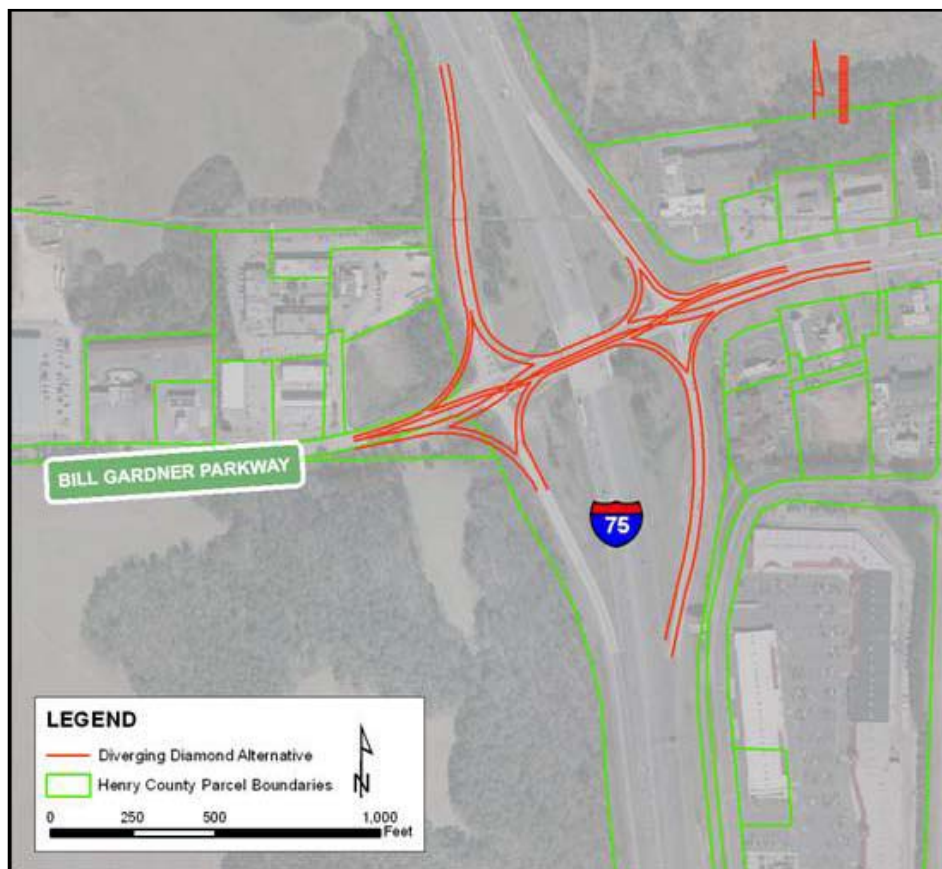 BILL GARDNER PARKWAY
75
LEGEND
Diverging Diamond Alternative
Henry County Parcel Boundaries
N
0 250 500 1,000
Feet